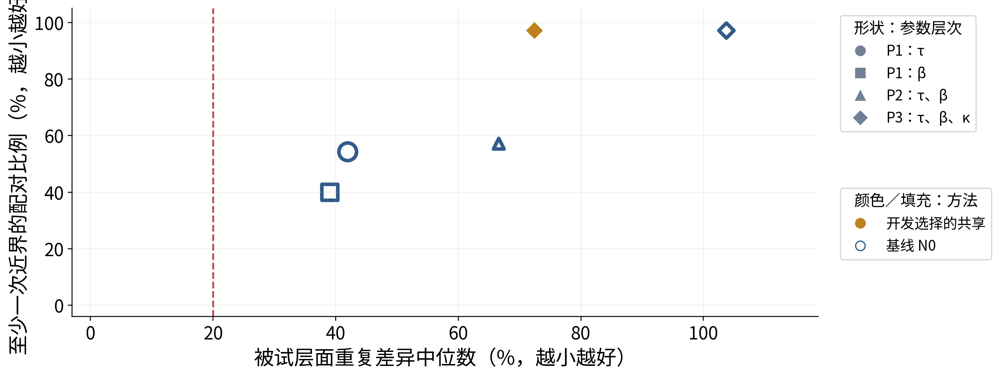 至少一次近界的配对比例（%，越小越好
100
80
60
40
20
0
0
20
40
60
80
100
被试层面重复差异中位数（%，越小越好）
形状：参数层次
P1：τ
P1：β
P2：τ、β
P3：τ、β、κ
颜色／填充：方法
开发选择的共享
基线 N0